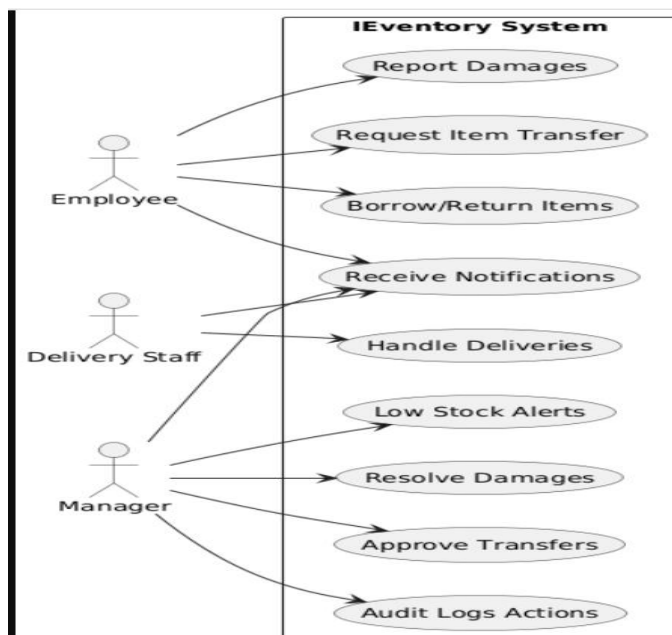 IEventory System
Report Damages
Request Item Transfer
Employee
Borrow/Return Items
Receive Notifications
Delivery Staff
Handle Deliveries
Low Stock Alerts
Manager
Resolve Damages
Approve Transfers
Audit Logs Actions